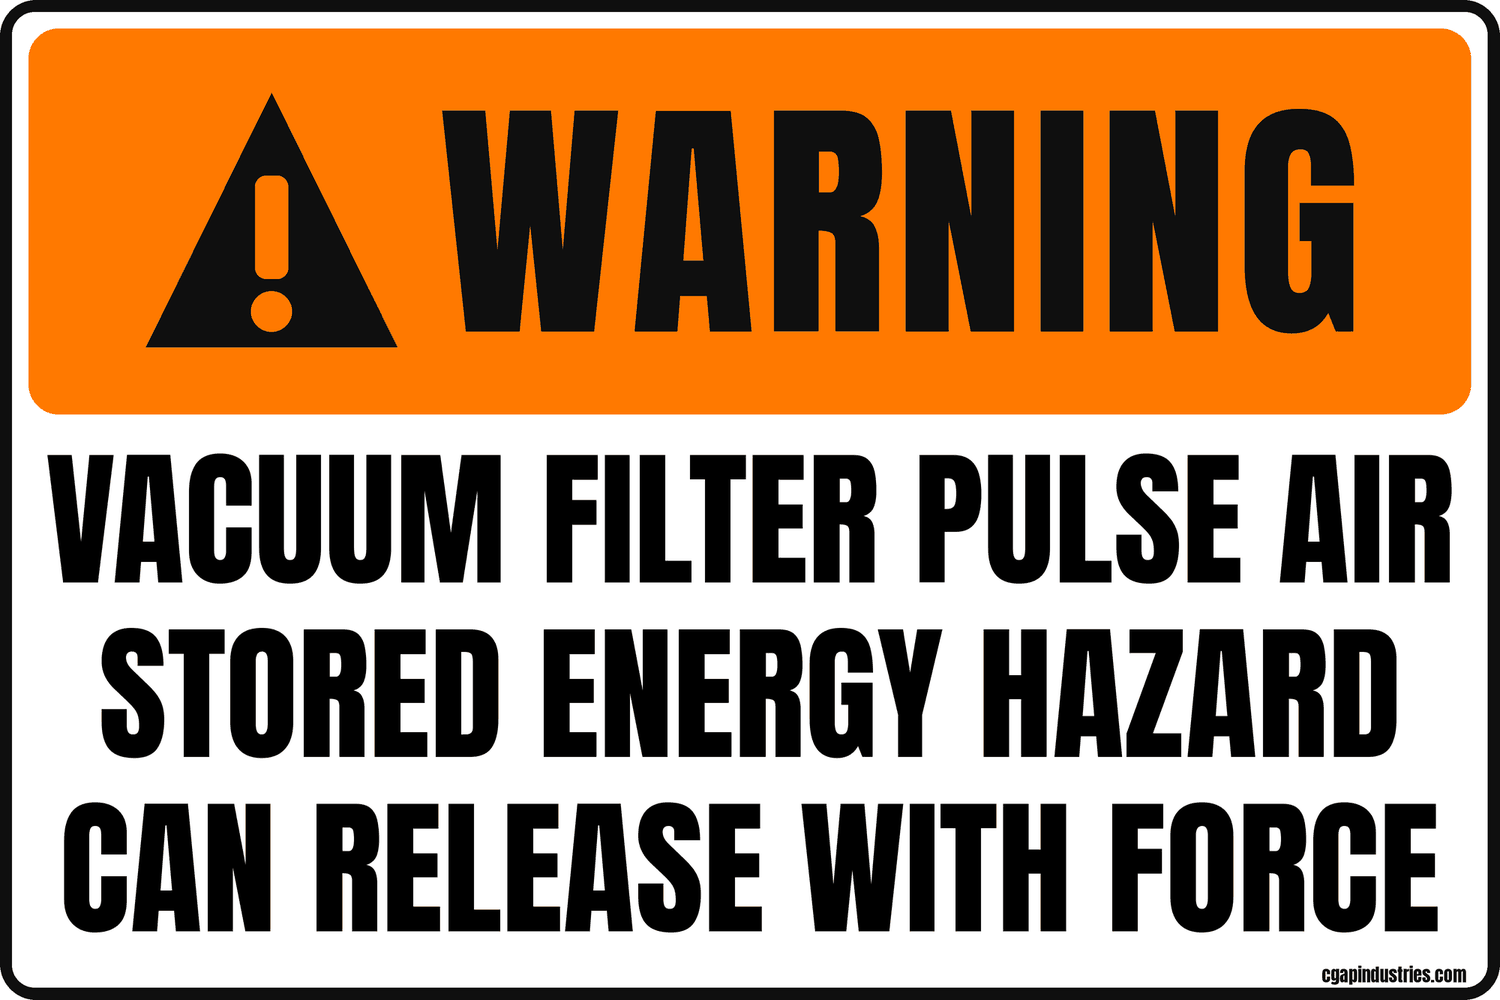 WARNING
VACUUM FILTER PULSE AIR
STORED ENERGY HAZARD
CAN RELEASE WITH FORCE
cgapindustries.com